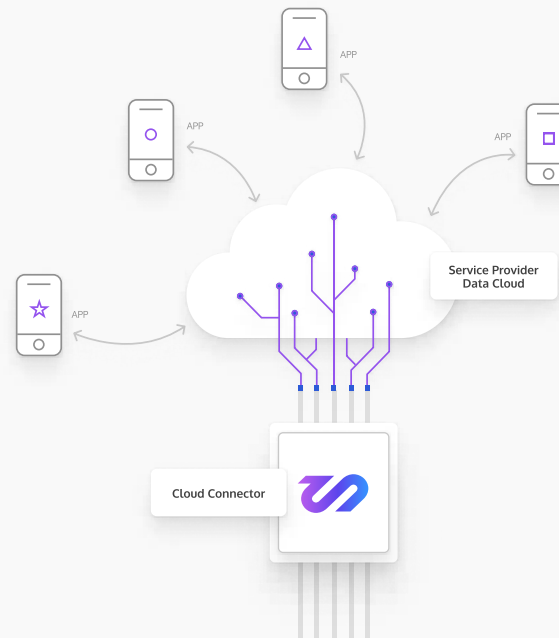 APP
APP
APP
Service Provider
Data Cloud
APP
Cloud Connector